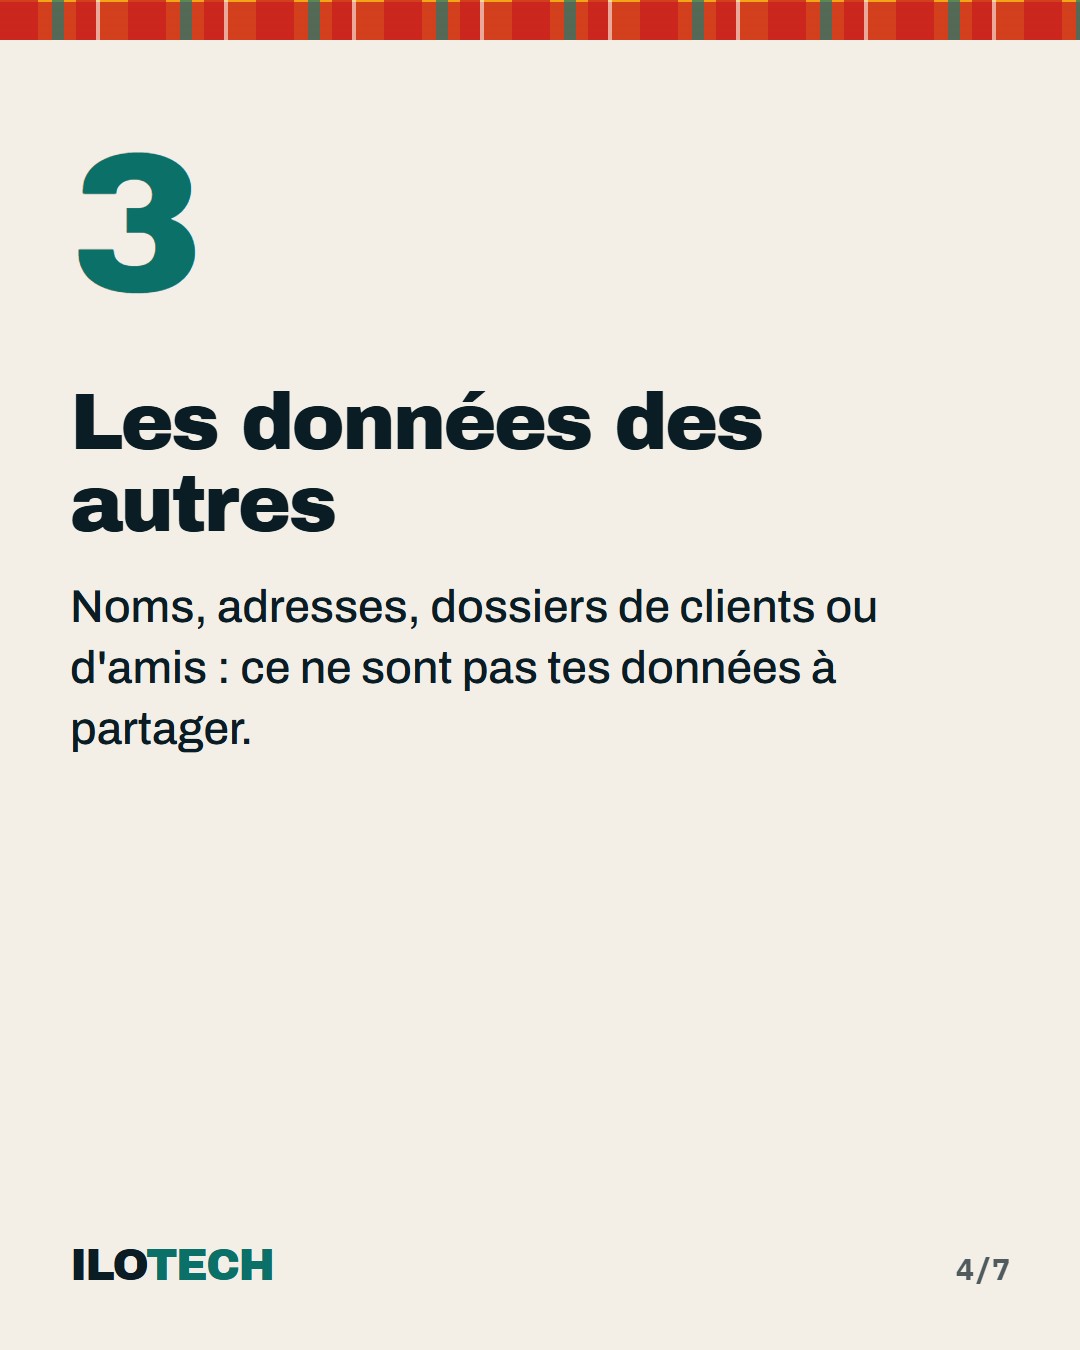 3
Les données des
autres
Noms, adresses, dossiers de clients ou
d'amis : ce ne sont pas tes données à
partager.
ILOTECH
4/7